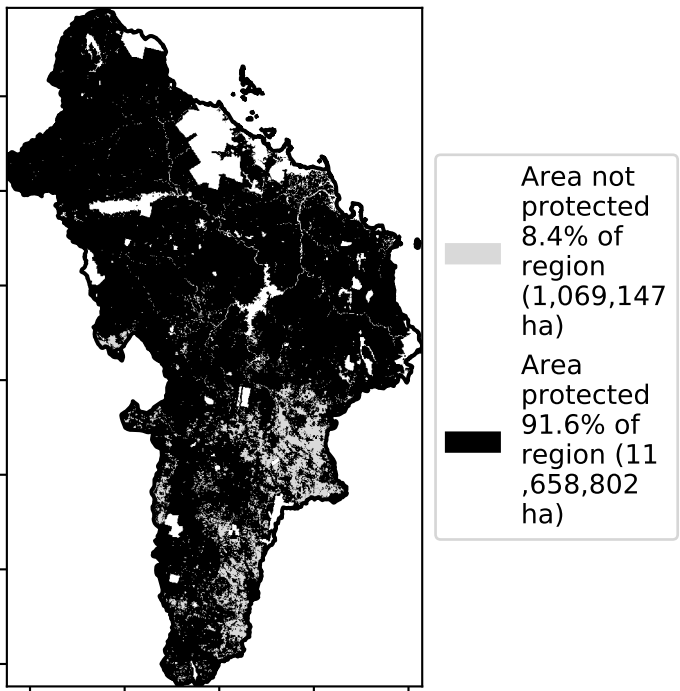 Area not
protected
8.4% of
region
(1,069,147
ha)
Area
protected
91.6% of
region (11
,658,802
ha)